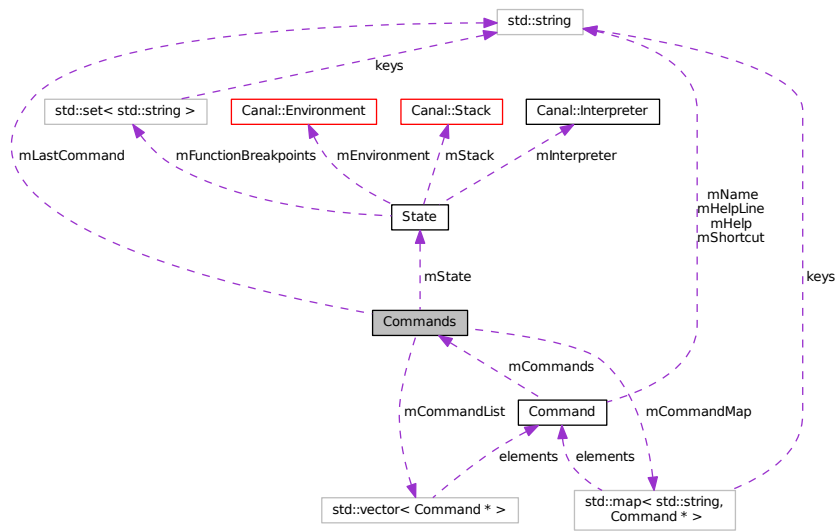 std::string
keys
std::set< std::string >
Canal::Environment
Canal::Stack
Canal::Interpreter
mLastCommand
mFunctionBreakpoints
mEnvironment
mStack
mInterpreter
mName
mHelpLine
mHelp
mShortcut
State
mState
keys
Commands
mCommands
mCommandList
Command
mCommandMap
elements
elements
std::vector< Command * >
std::map< std::string,
Command * >